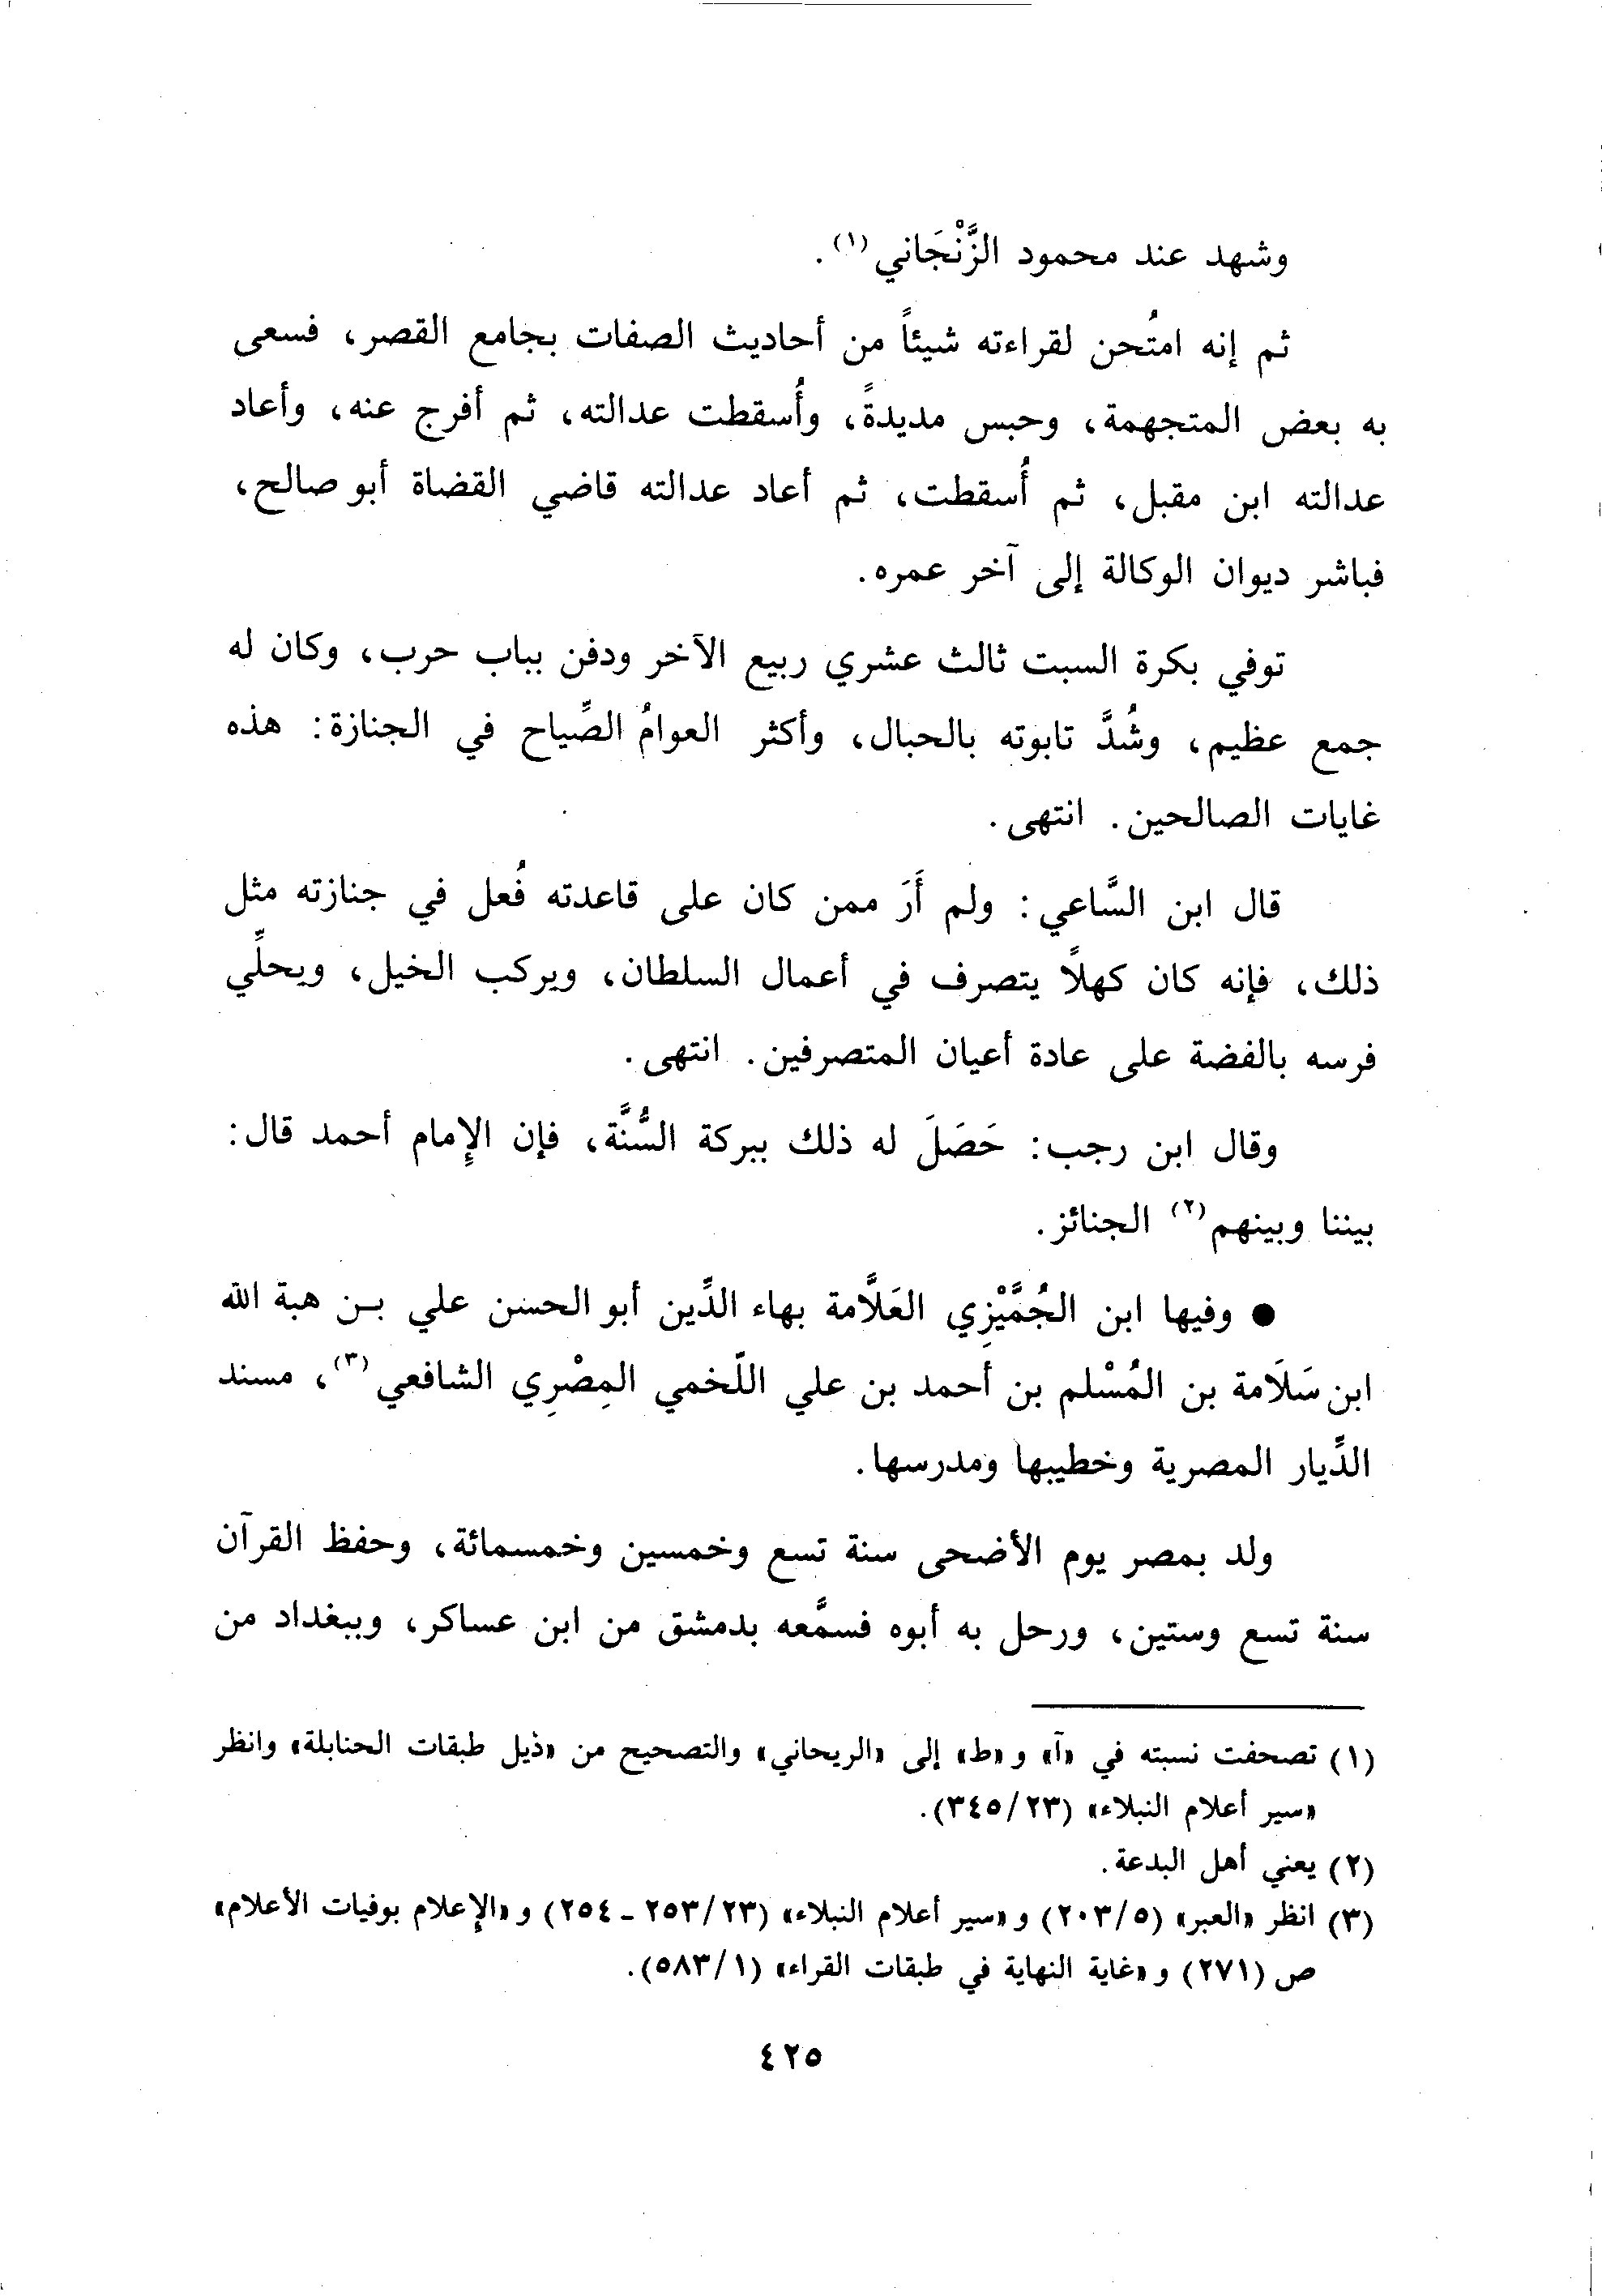 وشهد عند محمود الزَّنْجَاني(١).
ثم إنه امتُحن لقراءته شيئاً من أحاديث الصفات بجامع القصر، فسعى
به بعض المتجهمة، وحبس مديدةً، وأُسقطت عدالته، ثم أفرج عنه، وأعاد
عدالته ابن مقبل، ثم أُسقطت، ثم أعاد عدالته قاضي القضاة أبو صالح،
فباشر ديوان الوكالة إلى آخر عمره.
توفي بكرة السبت ثالث عشري ربيع الآخر ودفن بباب حرب، وكان له
جمع عظيم، وشُدَّ تابوته بالحبال، وأكثر العوامُ الصِّياح في الجنازة: هذه
غايات الصالحين. انتهى.
قال ابن السَّاعي: ولم أَرَ ممن كان على قاعدته فُعل في جنازته مثل
ذلك، فإنه كان كهلًا يتصرف في أعمال السلطان، ويركب الخيل، ويحلِّي
فرسه بالفضة على عادة أعيان المتصرفين. انتهى.
وقال ابن رجب: حَصَلَ له ذلك ببركة السُّنَّة، فإن الإِمام أحمد قال:
بيننا وبينهم(٢) الجنائز.
● وفيها ابن الجُمَّيْزِي العَلَّامة بهاء الدِّين أبو الحسن علي بـن هبة الله
ابن سَلَامة بن المُسْلم بن أحمد بن علي اللّخمي المِصْرِي الشافعي(٣)، مسند
الدِّيار المصرية وخطيبها ومدرسها.
ولد بمصر يوم الأضحى سنة تسع وخمسين وخمسمائة، وحفظ القرآن
سنة تسع وستين، ورحل به أبوه فسمَّعه بدمشق من ابن عساكر، وببغداد من
(١) تصحفت نسبته في «آ» و «ط» إلى «الريحاني» والتصحيح من «ذيل طبقات الحنابلة» وانظر
«سير أعلام النبلاء» (٢٣/٣٤٥).
(٢) يعني أهل البدعة.
(٣) انظر «العبر» (٥/٢٠٣) و «سير أعلام النبلاء» (٢٣/٢٥٣ - ٢٥٤) و «الإعلام بوفيات الأعلام»
ص (٢٧١) و «غاية النهاية في طبقات القراء» (١/٥٨٣).
٤٢٥